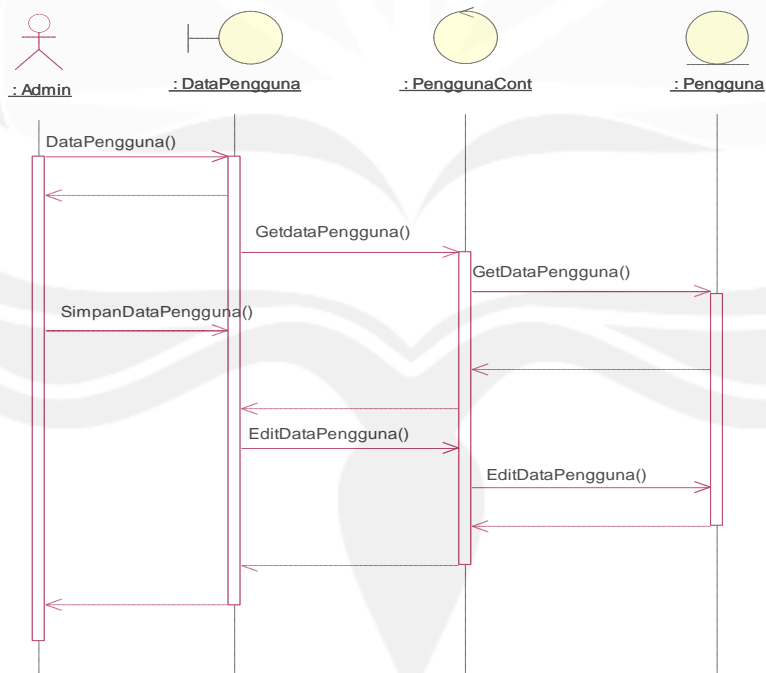 : Admin
: DataPengguna
: PenggunaCont
: Pengguna
DataPengguna()
GetdataPengguna()
GetDataPengguna()
SimpanDataPengguna()
EditDataPengguna()
EditDataPengguna()